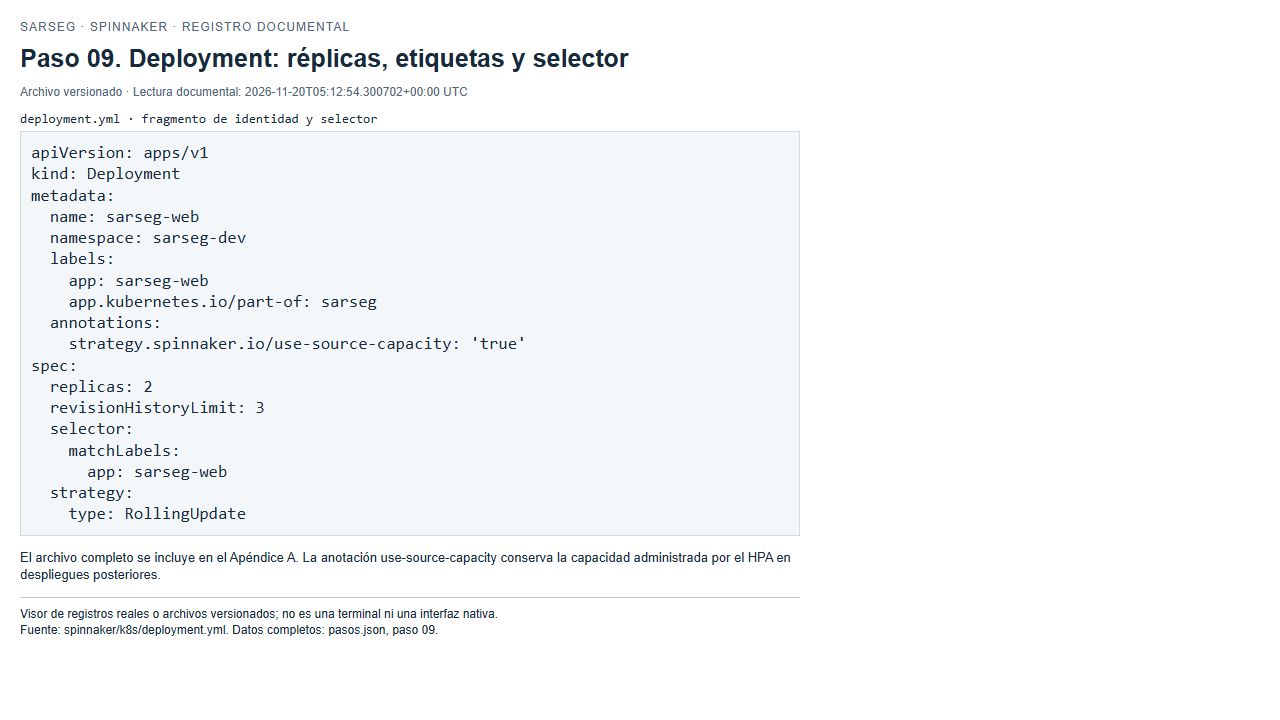 SARSEG · SPINNAKER · REGISTRO DOCUMENTAL
Paso 09. Deployment: réplicas, etiquetas y selector
Archivo versionado · Lectura documental: 2026-11-20T05:12:54.300702+00:00 UTC
deployment.yml · fragmento de identidad y selector
apiVersion: apps/v1
kind: Deployment
metadata:
  name: sarseg-web
  namespace: sarseg-dev
  labels:
    app: sarseg-web
    app.kubernetes.io/part-of: sarseg
  annotations:
    strategy.spinnaker.io/use-source-capacity: 'true'
spec:
  replicas: 2
  revisionHistoryLimit: 3
  selector:
    matchLabels:
      app: sarseg-web
  strategy:
    type: RollingUpdate
El archivo completo se incluye en el Apéndice A. La anotación use-source-capacity conserva la capacidad administrada por el HPA en
despliegues posteriores.
Visor de registros reales o archivos versionados; no es una terminal ni una interfaz nativa.
Fuente: spinnaker/k8s/deployment.yml. Datos completos: pasos.json, paso 09.